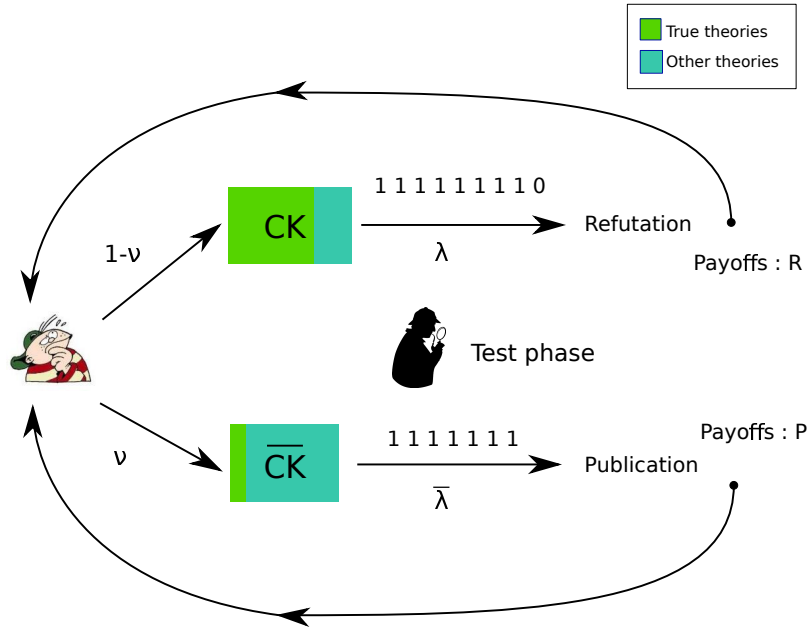 True theories
Other theories
1 1 1 1 1 1 1 1 1 0
CK
Refutation
1-ν
λ
Payoffs : R
Test phase
Payoffs : P
1 1 1 1 1 1 1
ν
C̅K̅
Publication
λ̅